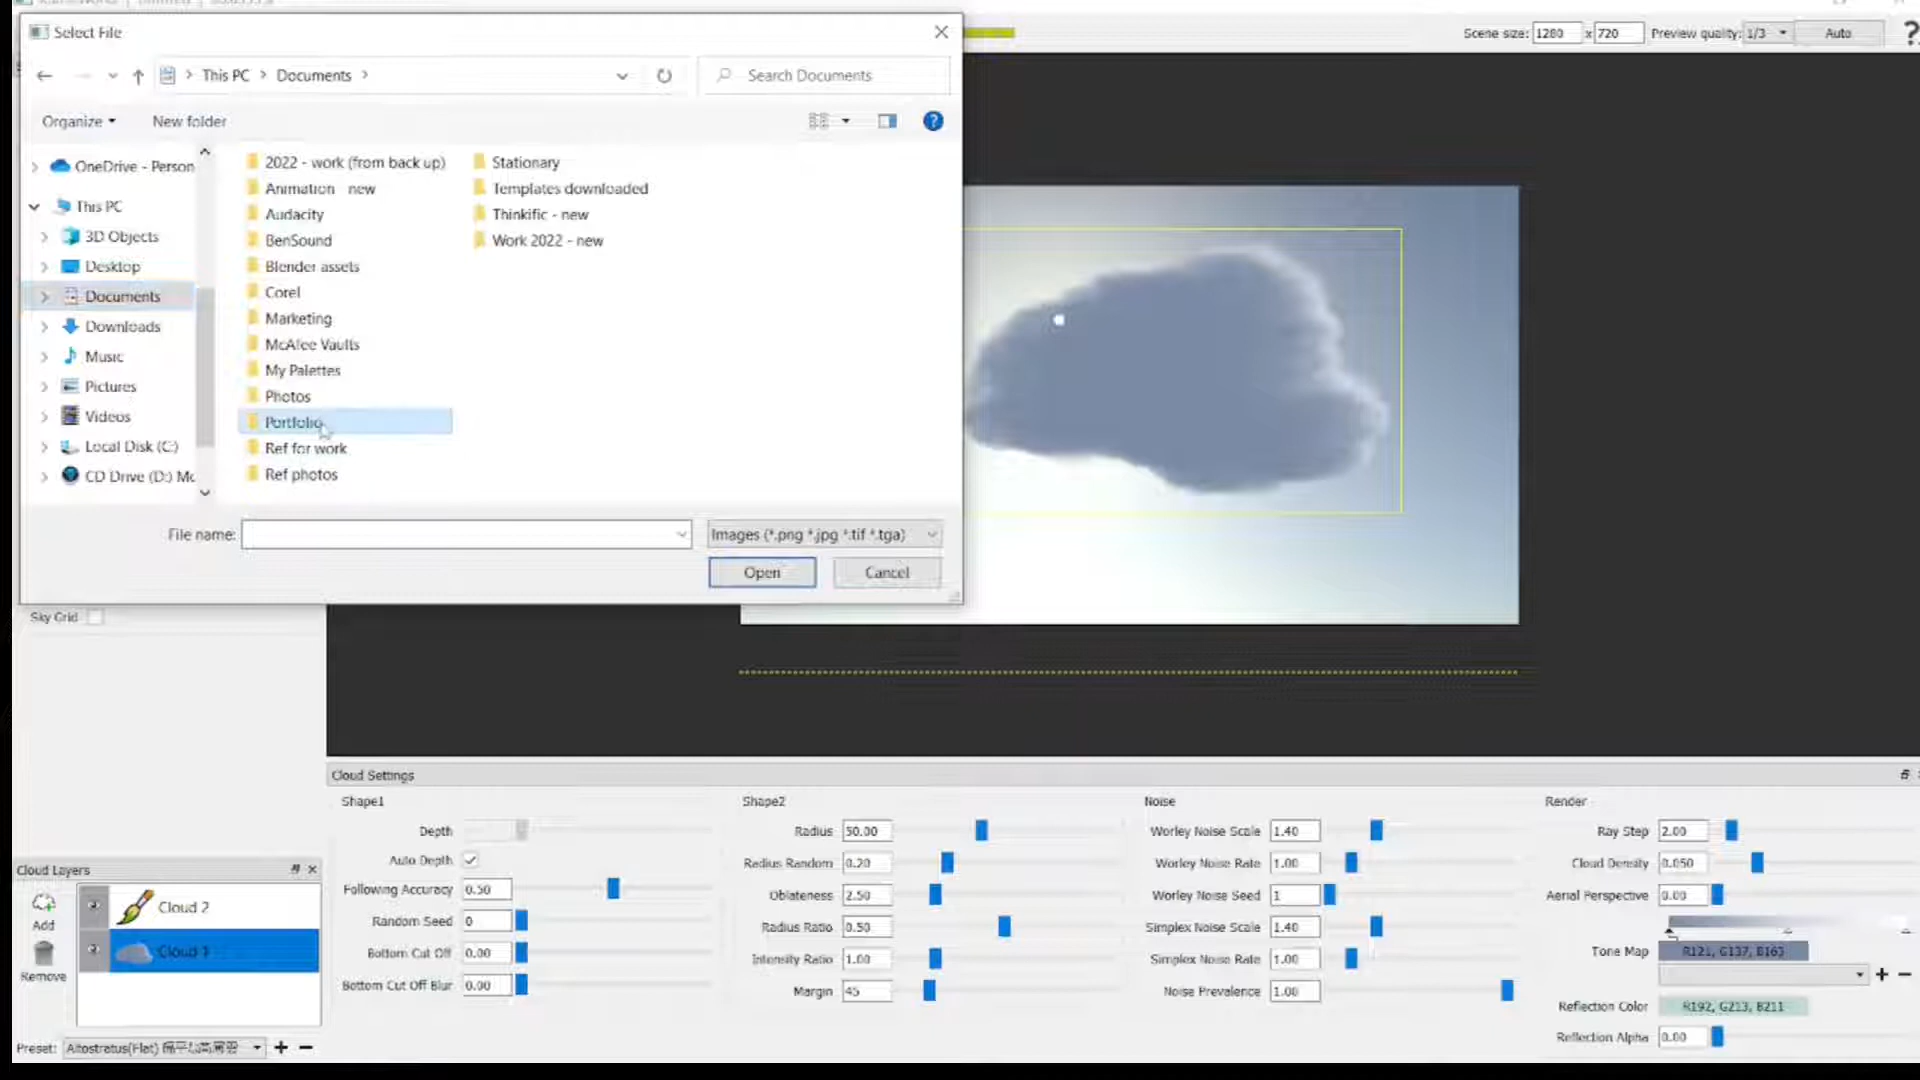 Select File
This PC > Documents >
Search Documents
Organize
New folder
OneDrive - Person
This PC
3D Objects
Desktop
Documents
Downloads
Music
Pictures
Videos
Local Disk (C:)
CD Drive (D:) Mc
2022 - work (from back up)
Animation - new
Audacity
BenSound
Blender assets
Corel
Marketing
McAfee Vaults
My Palettes
Photos
Portfolio
Ref for work
Ref photos
Stationary
Templates downloaded
Thinkific - new
Work 2022 - new
File name:
Images (*.png *.jpg *.tif *.tga)
Open
Cancel
Scene size: 1280 x 720 Preview quality: 1/3 Auto
Sky Grid
Cloud Layers
Add
Remove
Cloud 2
Cloud 1
Preset: Altostratus(Flat)
Cloud Settings
Shape1
Depth
Auto Depth
Following Accuracy 0.50
Random Seed 0
Bottom Cut Off 0.00
Bottom Cut Off Blur 0.00
Shape2
Radius 50.00
Radius Random 0.20
Oblateness 2.50
Radius Ratio 0.50
Intensity Ratio 1.00
Margin 45
Noise
Worley Noise Scale 1.40
Worley Noise Rate 1.00
Worley Noise Seed 1
Simplex Noise Scale 1.40
Simplex Noise Rate 1.00
Noise Prevalence 1.00
Render
Ray Step 2.00
Cloud Density 0.050
Aerial Perspective 0.00
Tone Map R121, G137, B163
Reflection Color R192, G213, B211
Reflection Alpha 0.00